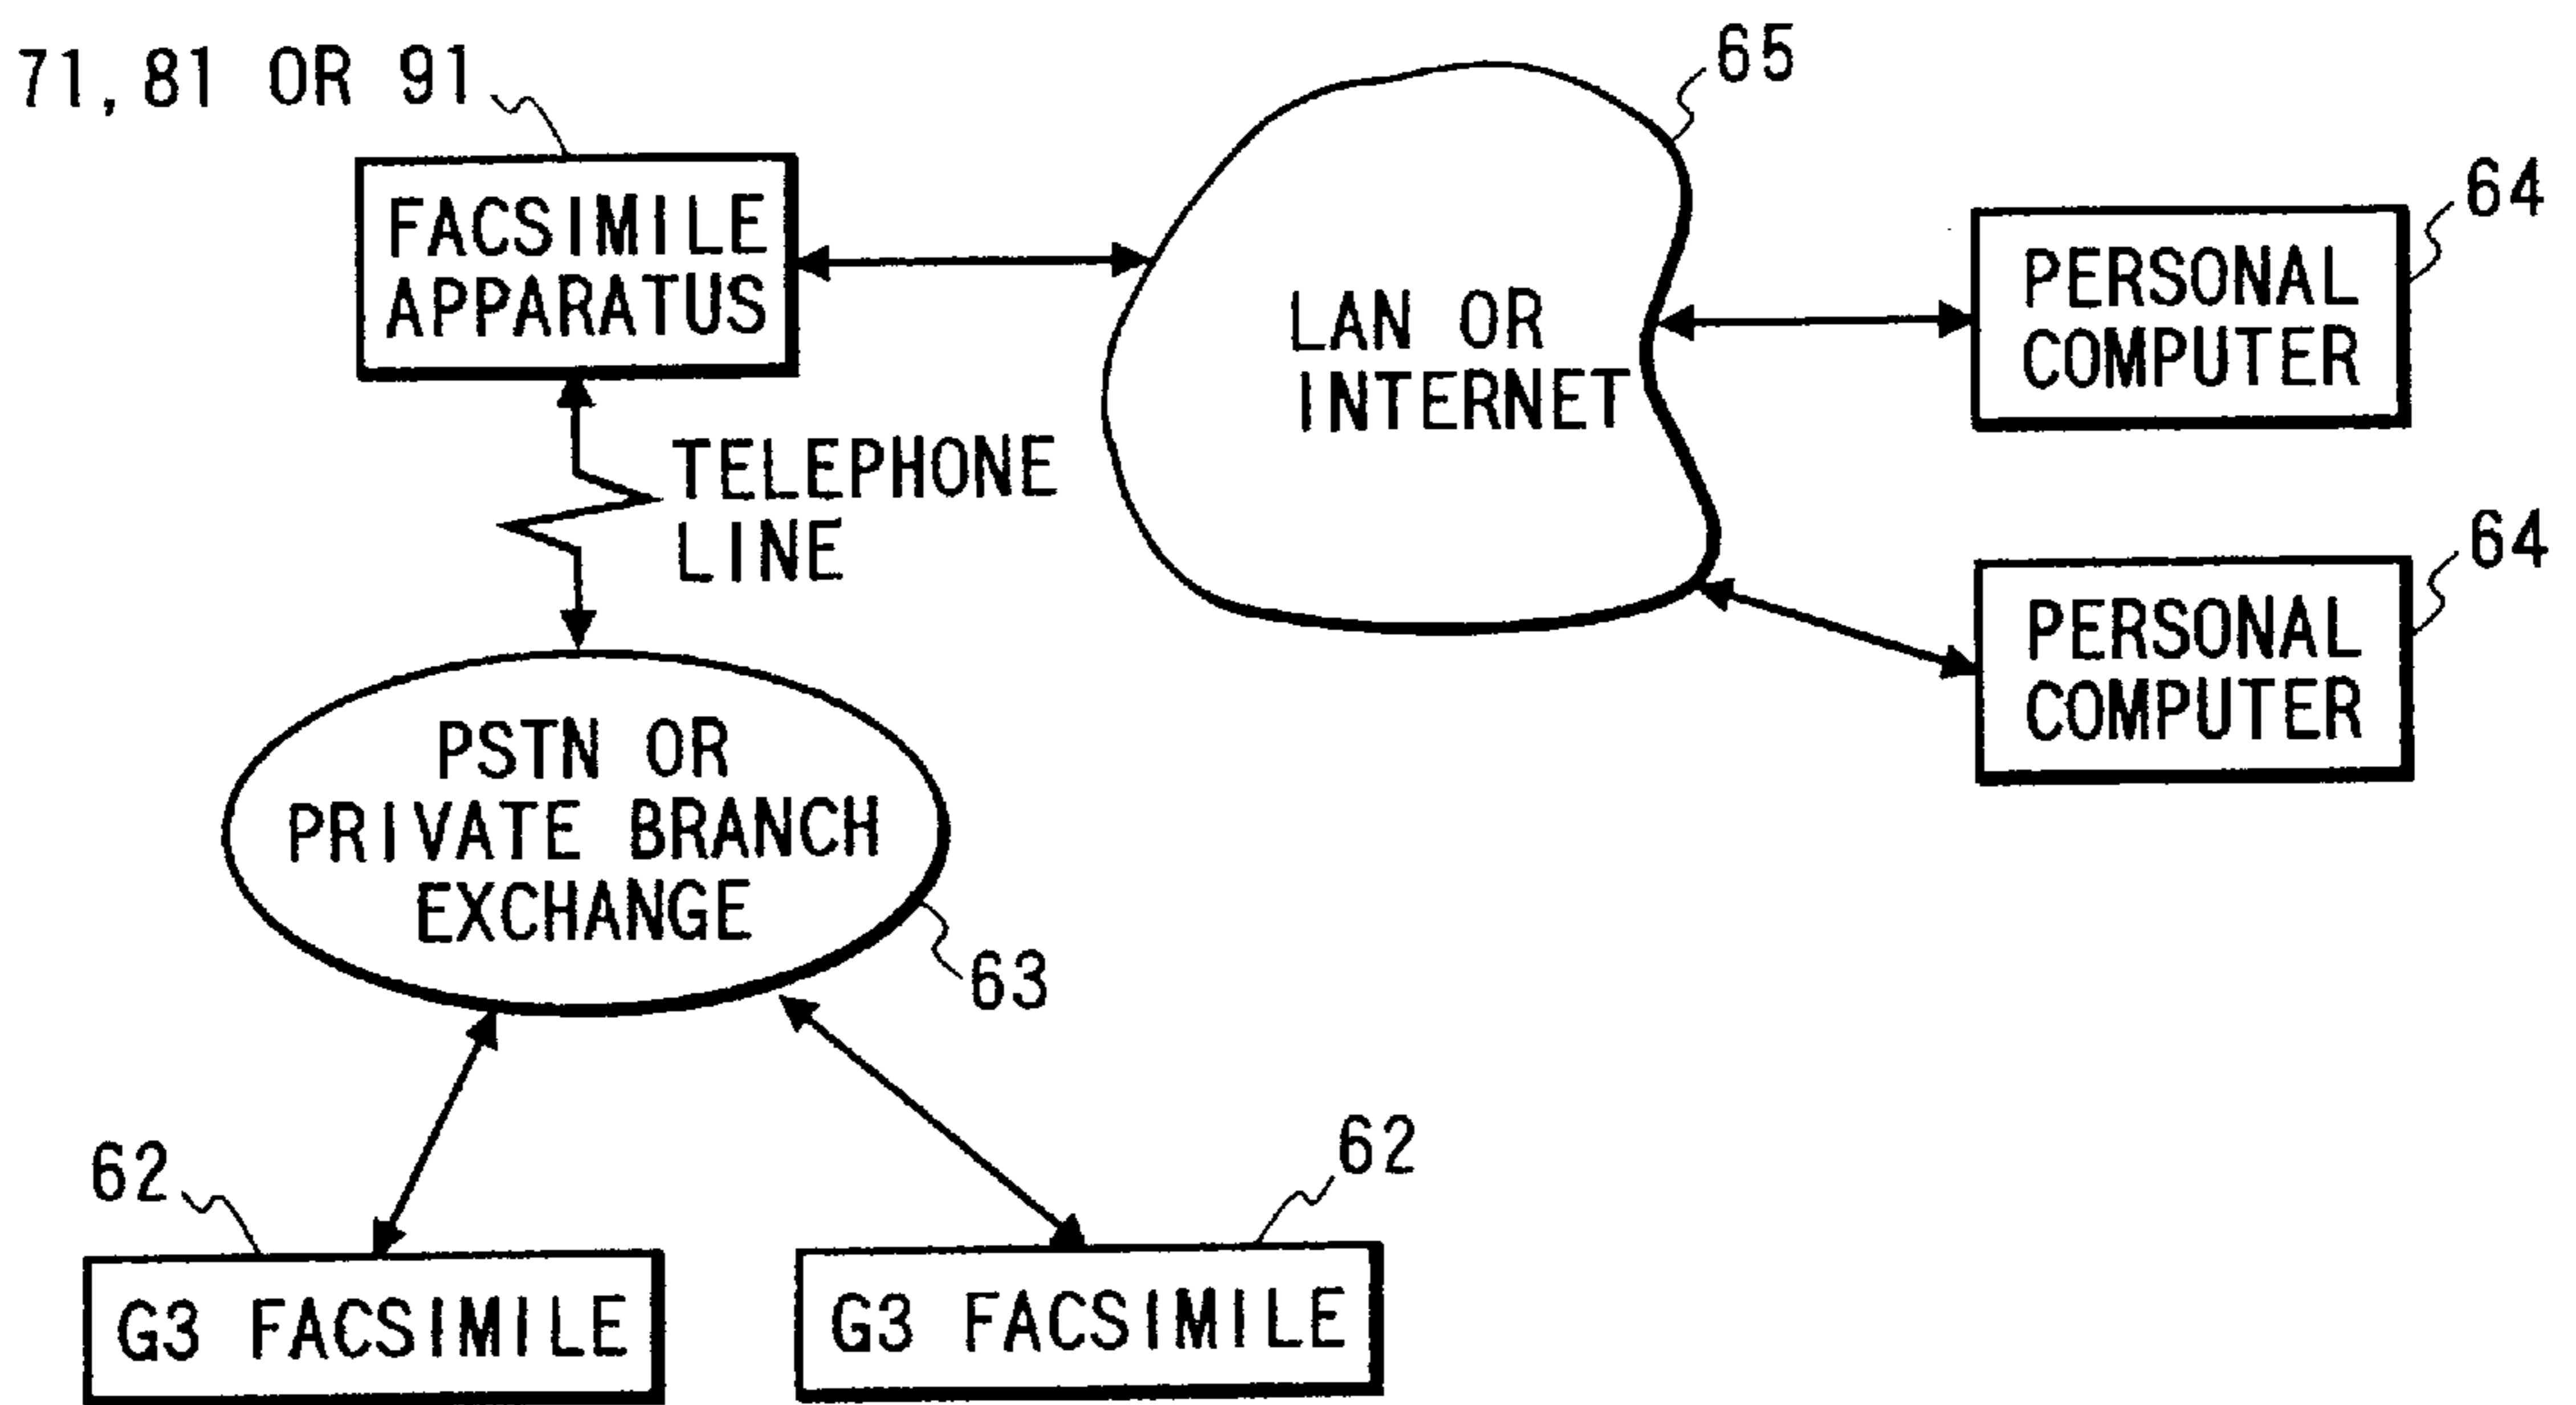 71, 81 OR 91
FACSIMILE
APPARATUS
65
LAN OR
INTERNET
64
PERSONAL
COMPUTER
64
PERSONAL
COMPUTER
TELEPHONE
LINE
PSTN OR
PRIVATE BRANCH
EXCHANGE
63
62
G3 FACSIMILE
62
G3 FACSIMILE